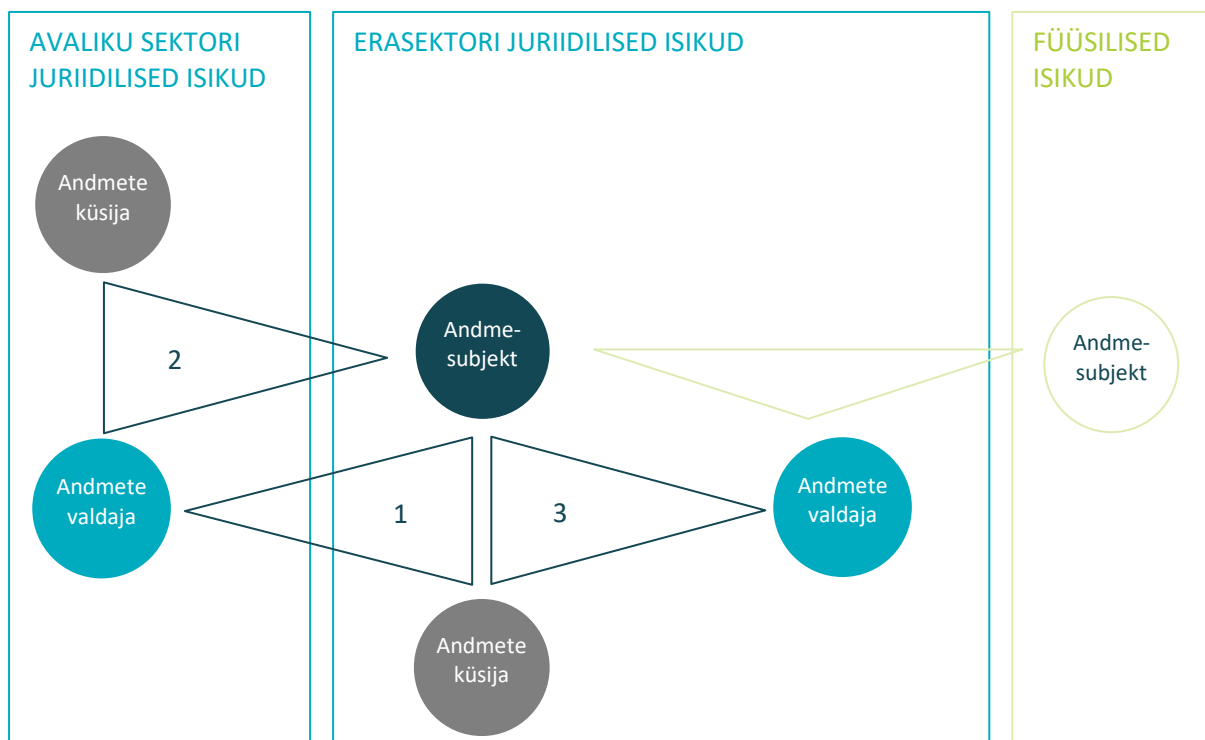 AVALIKU SEKTORI
JURIIDILISED ISIKUD
ERASEKTORI JURIIDILISED ISIKUD
FÜÜSILISED
ISIKUD
Andmete
küsija
2
Andme-
subjekt
Andme-
subjekt
Andmete
valdaja
1
3
Andmete
valdaja
Andmete
küsija